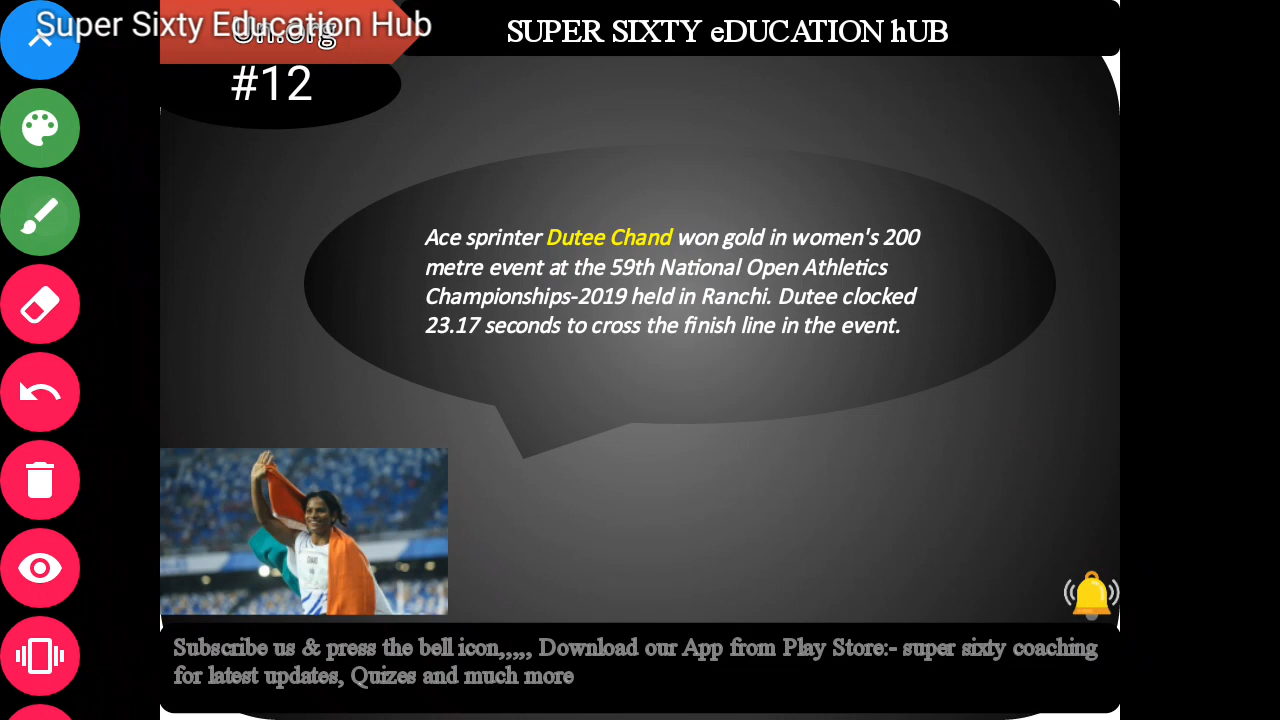 Super Sixty Education Hub
Un.org
SUPER SIXTY eDUCATION hUB
#12
Ace sprinter Dutee Chand won gold in women's 200
metre event at the 59th National Open Athletics
Championships-2019 held in Ranchi. Dutee clocked
23.17 seconds to cross the finish line in the event.
CHAND
Subscribe us & press the bell icon,,,,, Download our App from Play Store:- super sixty coaching
for latest updates, Quizes and much more